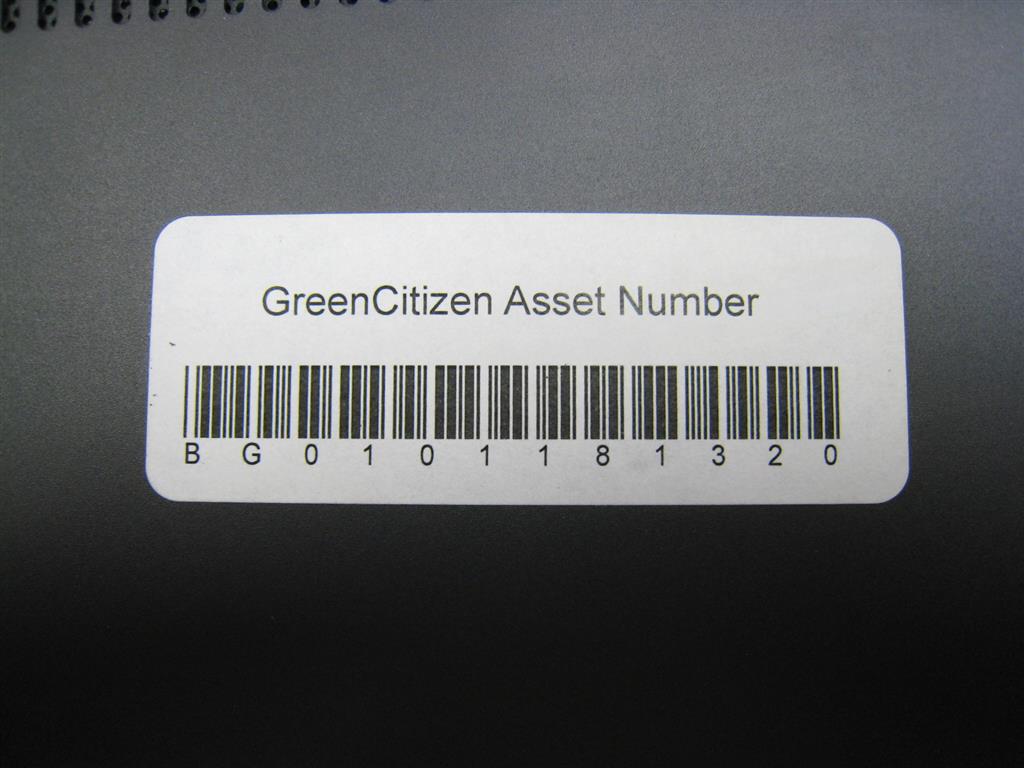 GreenCitizen Asset Number
B G 0 1 0 1 1 8 1 3 2 0